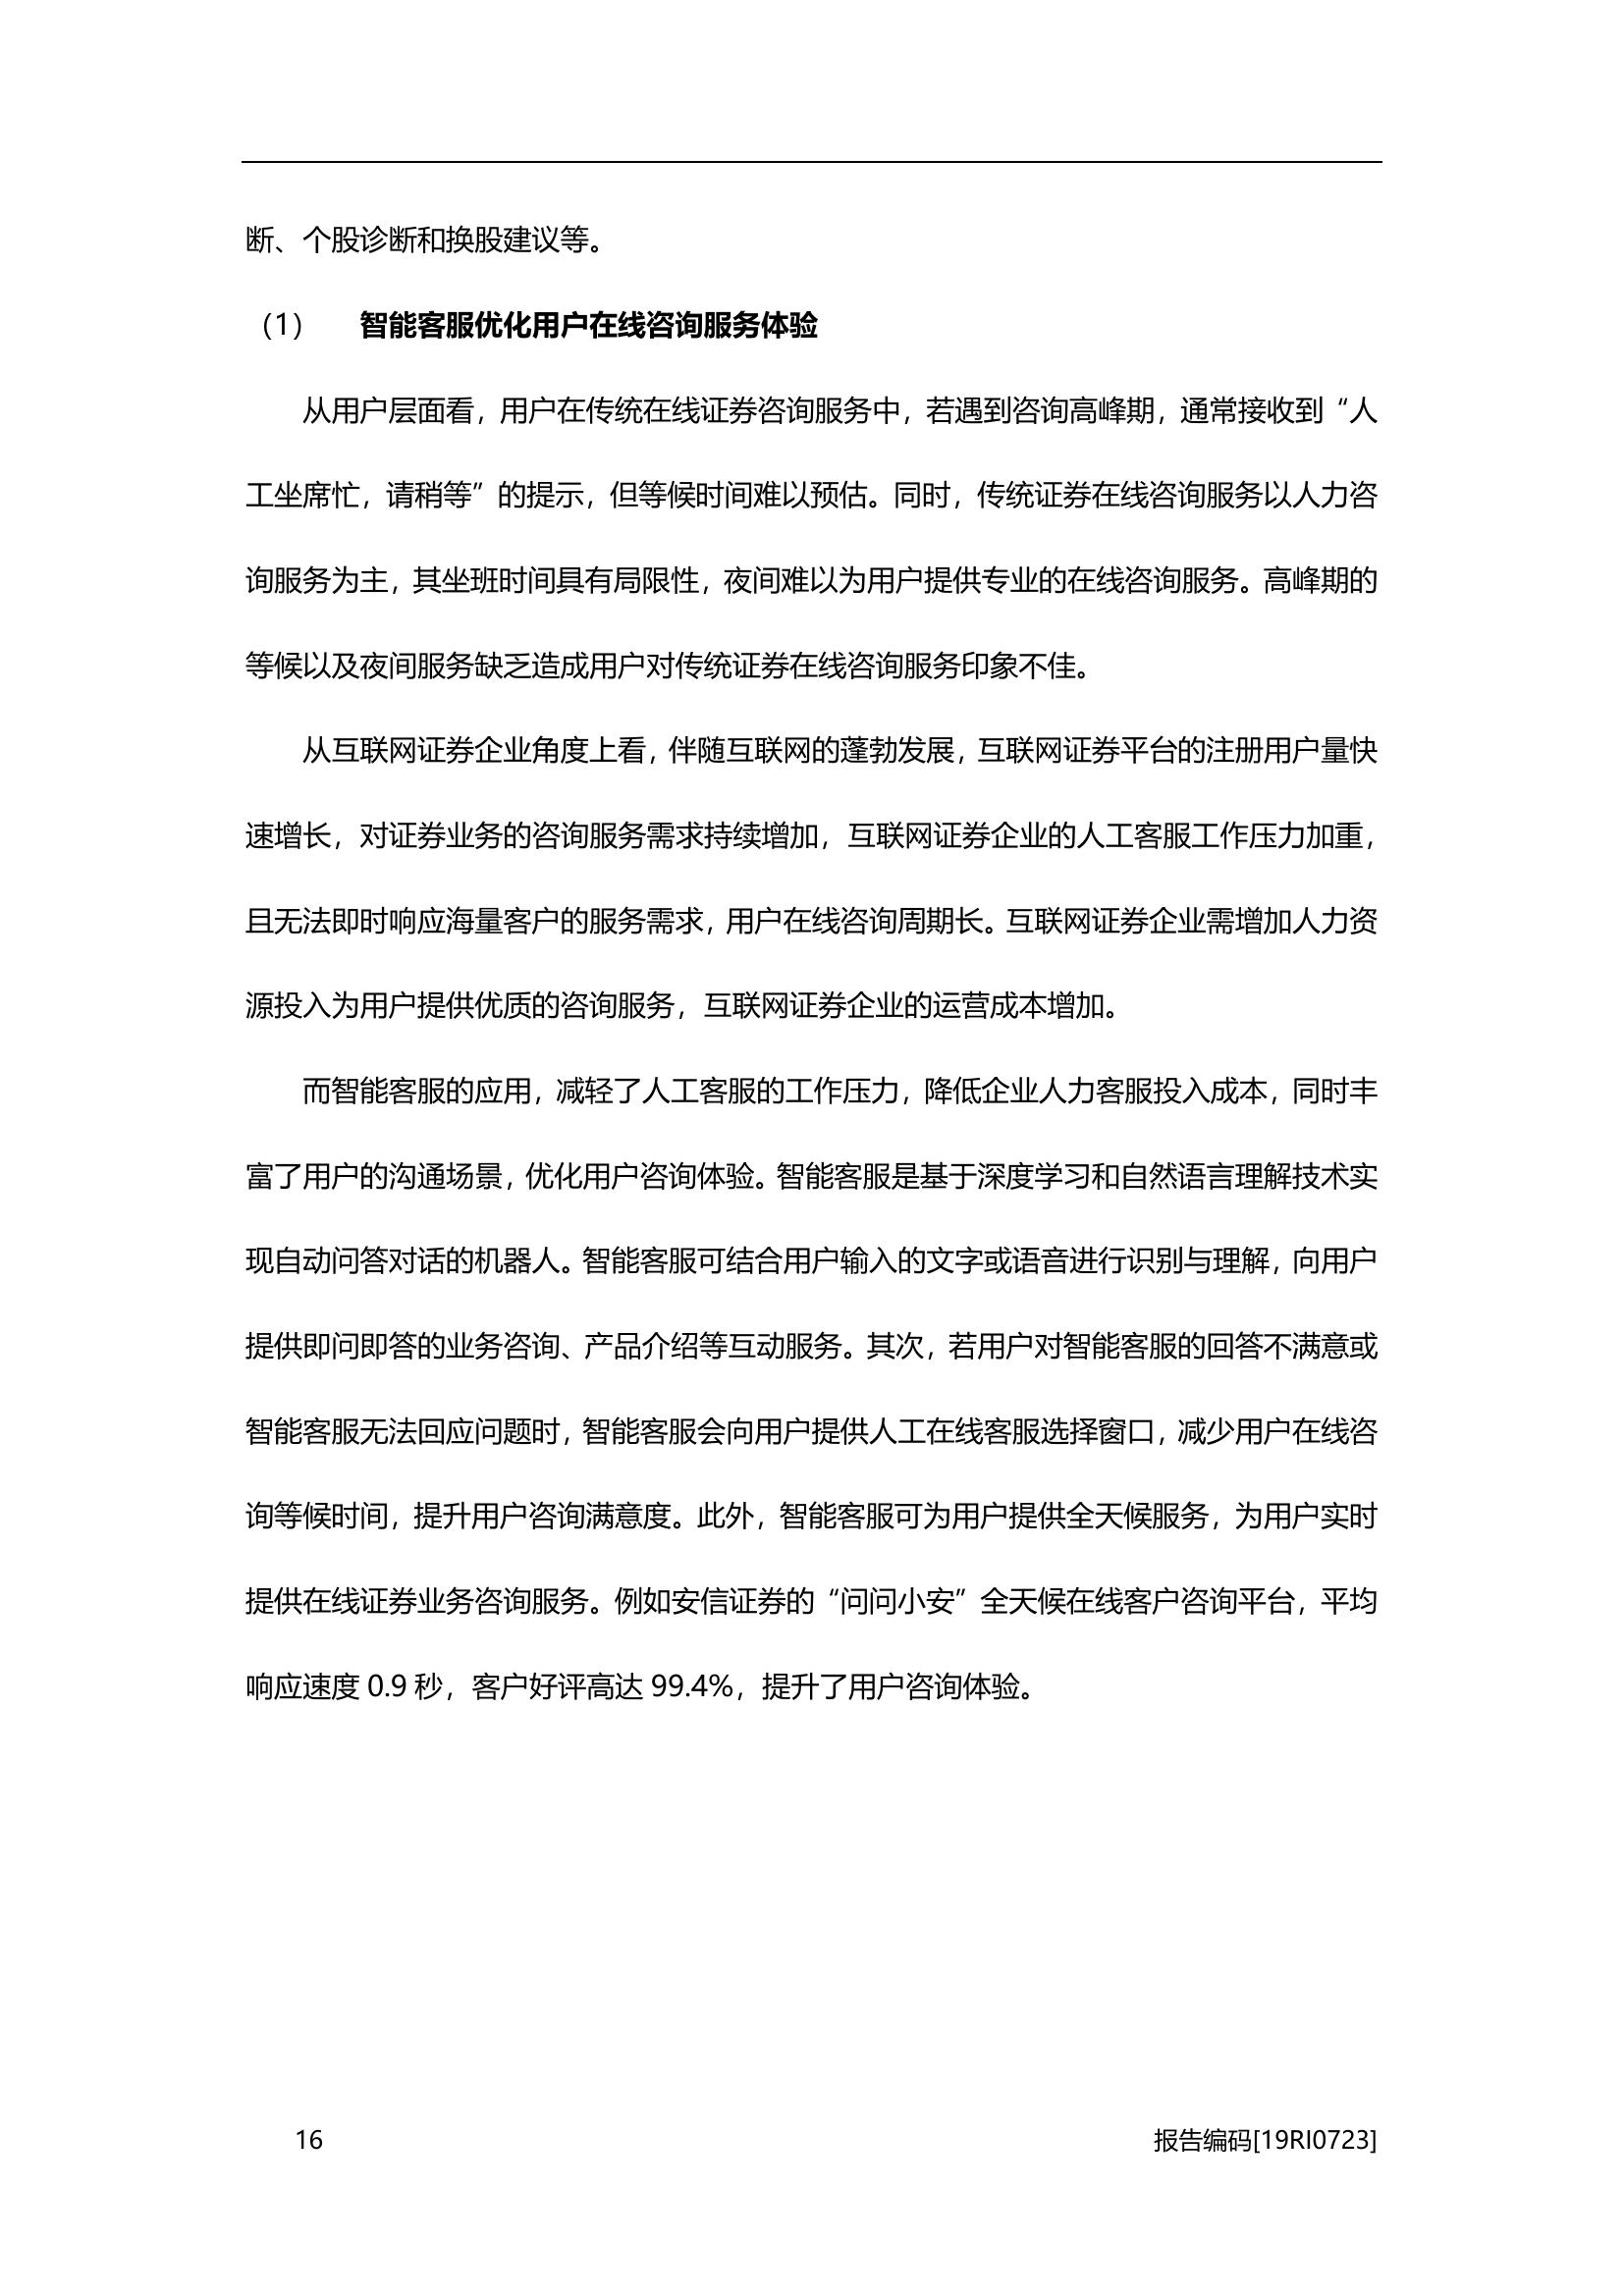 断、个股诊断和换股建议等。
（1） 智能客服优化用户在线咨询服务体验
从用户层面看，用户在传统在线证券咨询服务中，若遇到咨询高峰期，通常接收到“人
工坐席忙，请稍等”的提示，但等候时间难以预估。同时，传统证券在线咨询服务以人力咨
询服务为主，其坐班时间具有局限性，夜间难以为用户提供专业的在线咨询服务。高峰期的
等候以及夜间服务缺乏造成用户对传统证券在线咨询服务印象不佳。
从互联网证券企业角度上看，伴随互联网的蓬勃发展，互联网证券平台的注册用户量快
速增长，对证券业务的咨询服务需求持续增加，互联网证券企业的人工客服工作压力加重，
且无法即时响应海量客户的服务需求，用户在线咨询周期长。互联网证券企业需增加人力资
源投入为用户提供优质的咨询服务，互联网证券企业的运营成本增加。
而智能客服的应用，减轻了人工客服的工作压力，降低企业人力客服投入成本，同时丰
富了用户的沟通场景，优化用户咨询体验。智能客服是基于深度学习和自然语言理解技术实
现自动问答对话的机器人。智能客服可结合用户输入的文字或语音进行识别与理解，向用户
提供即问即答的业务咨询、产品介绍等互动服务。其次，若用户对智能客服的回答不满意或
智能客服无法回应问题时，智能客服会向用户提供人工在线客服选择窗口，减少用户在线咨
询等候时间，提升用户咨询满意度。此外，智能客服可为用户提供全天候服务，为用户实时
提供在线证券业务咨询服务。例如安信证券的“问问小安”全天候在线客户咨询平台，平均
响应速度 0.9 秒，客户好评高达 99.4%，提升了用户咨询体验。
16 报告编码[19RI0723]